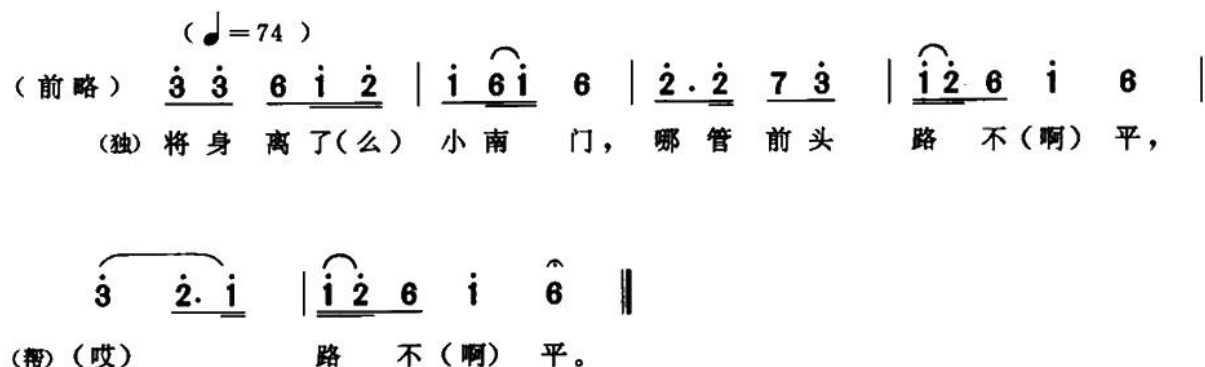 （♩=74）
（前略） 3̇ 3̇ 6 1̇ 2̇ | 1̇ 6 1̇ 6 | 2̇ . 2̇ 7 3̇ | 1̇ 2̇ 6 1̇ 6 |
（独）将身离了（么）小南门，哪管前头路不（啊）平，
3̇ 2̇ . 1̇ | 1̇ 2̇ 6 1̇ 6 ‖
（帮）（哎）路不（啊）平。